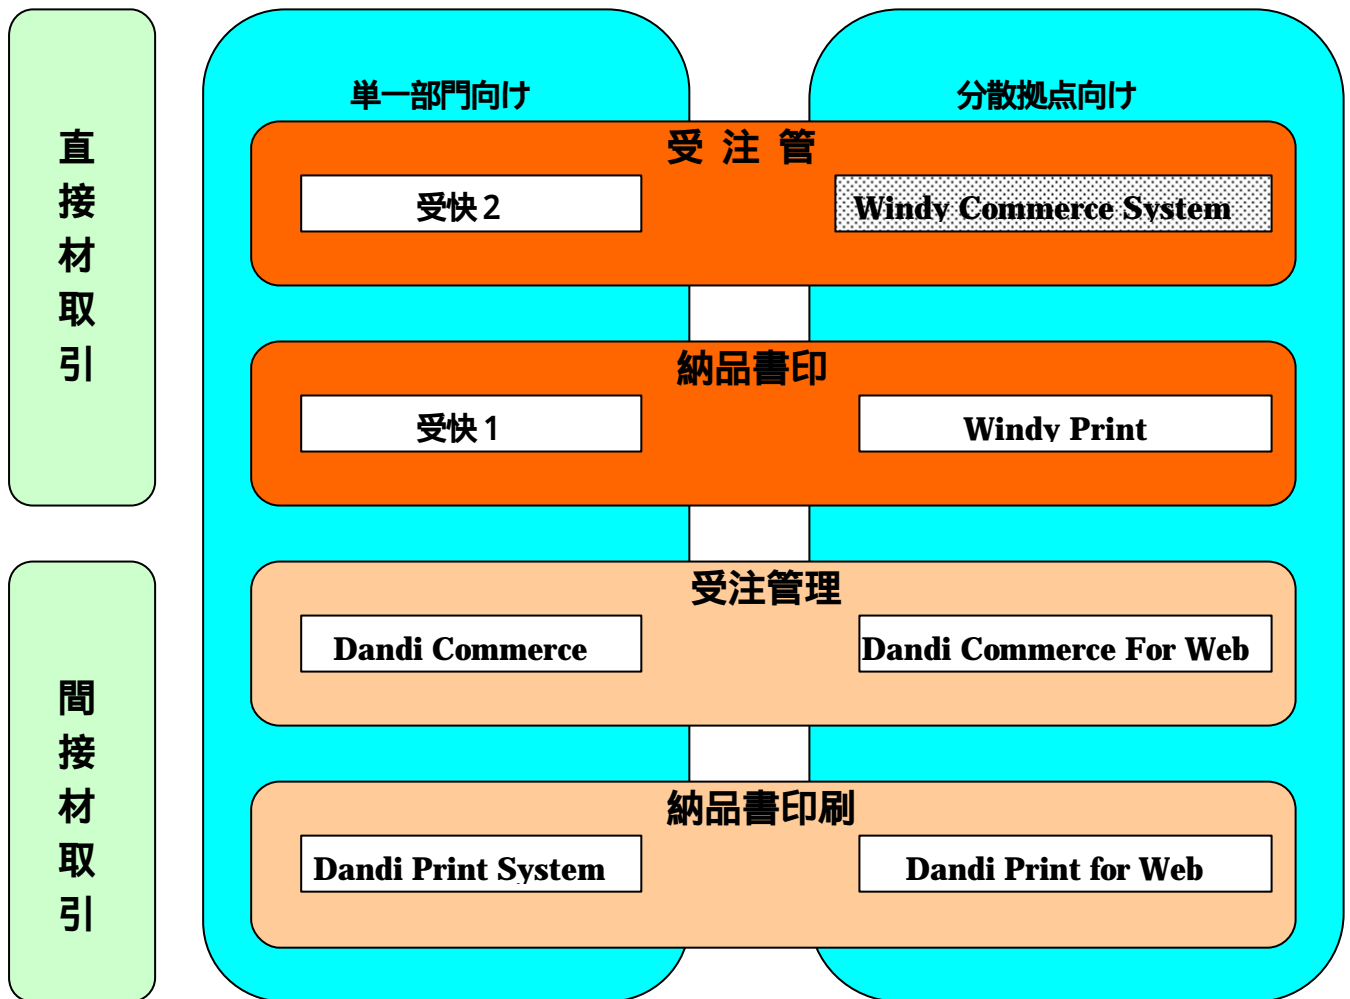 単一部門向け
分散拠点向け
直接材取引
受 注 管
受快２
Windy Commerce System
納品書印
受快１
Windy Print
間接材取引
受注管理
Dandi Commerce
Dandi Commerce For Web
納品書印刷
Dandi Print System
Dandi Print for Web